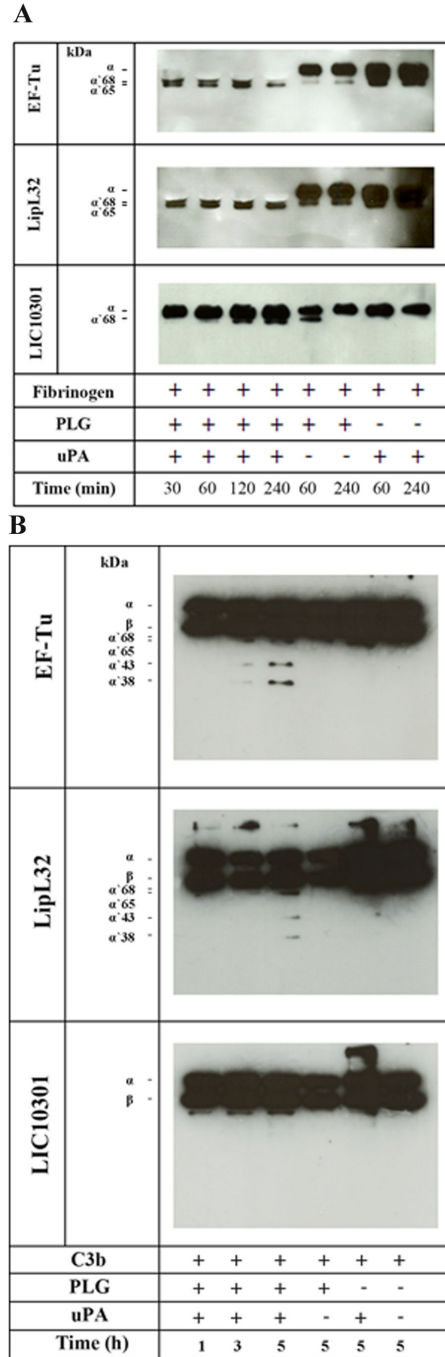 A
kDa
EF-Tu
α
α`68
α`65
LipL32
α
α`68
α`65
LIC10301
α
α`68
Fibrinogen + + + + + + + +
PLG + + + + + + - -
uPA + + + + - - + +
Time (min) 30 60 120 240 60 240 60 240
B
kDa
EF-Tu
α
β
α`68
α`65
α`43
α`38
LipL32
α
β
α`68
α`65
α`43
α`38
LIC10301
α
β
C3b + + + + + +
PLG + + + + - -
uPA + + + - + -
Time (h) 1 3 5 5 5 5